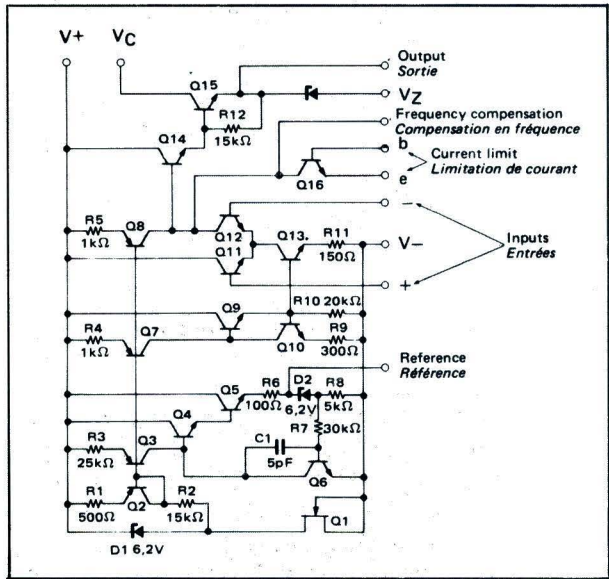 V+
VC
Output
Sortie
Q15
VZ
R12
15kΩ
Frequency compensation
Compensation en fréquence
Q14
b
Current limit
Limitation de courant
e
Q16
R5
1kΩ
Q8
−
Q12
Q13
R11
150Ω
V−
Q11
Inputs
Entrées
+
R10 20kΩ
Q9
R4
1kΩ
Q7
R9
300Ω
Q10
Reference
Référence
Q5
R6
100Ω
D2
6,2V
R8
5kΩ
Q4
R7
30kΩ
C1
5pF
R3
25kΩ
Q3
Q6
R1
500Ω
Q2
R2
15kΩ
Q1
D1 6,2V